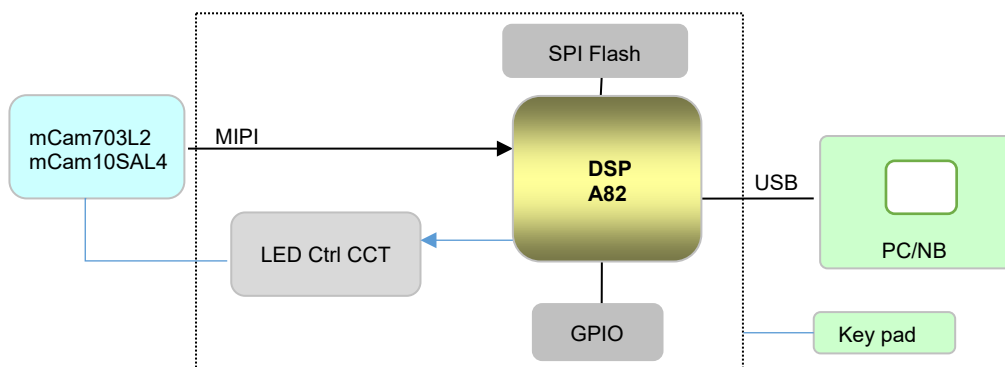 SPI Flash
mCam703L2
mCam10SAL4
MIPI
DSP
A82
USB
LED Ctrl CCT
PC/NB
GPIO
Key pad